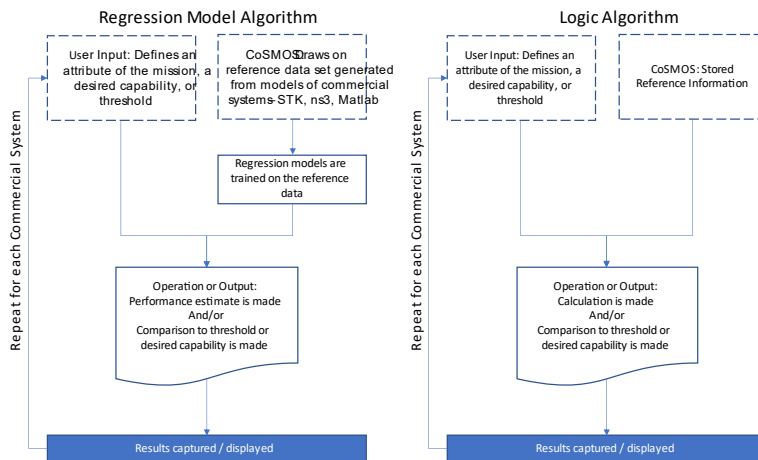 Regression Model Algorithm
User Input: Defines an
attribute of the mission, a
desired capability, or
threshold
CoSMOS: Draws on
reference data set generated
from models of commercial
systems - STK, ns3, Matlab
Regression models are
trained on the reference
data
Repeat for each Commercial System
Operation or Output:
Performance estimate is made
And/or
Comparison to threshold or
desired capability is made
Results captured / displayed
Logic Algorithm
User Input: Defines an
attribute of the mission, a
desired capability, or
threshold
CoSMOS: Stored
Reference Information
Repeat for each Commercial System
Operation or Output:
Calculation is made
And/or
Comparison to threshold or
desired capability is made
Results captured / displayed